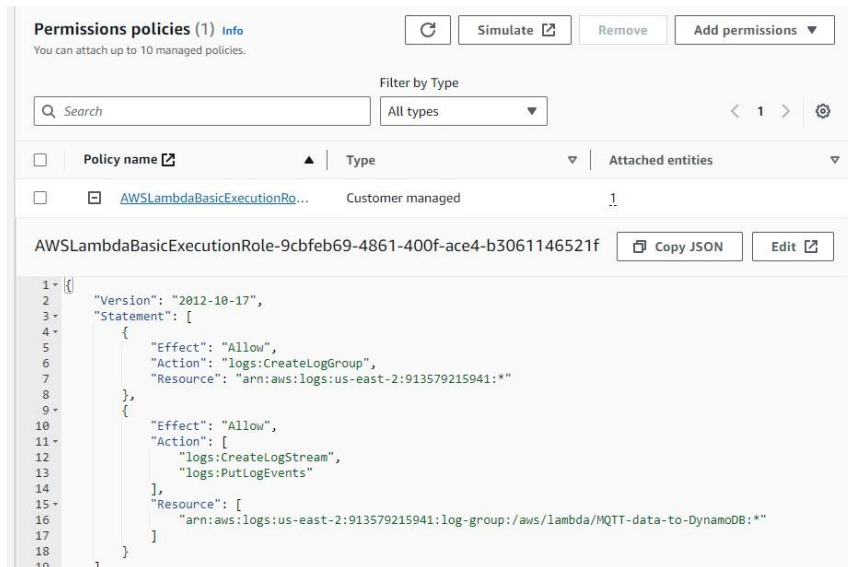 Permissions policies (1) Info
You can attach up to 10 managed policies.
Simulate
Remove
Add permissions
Filter by Type
Search
All types
1
Policy name
Type
Attached entities
AWSLambdaBasicExecutionRo...
Customer managed
1
AWSLambdaBasicExecutionRole-9cbfeb69-4861-400f-ace4-b3061146521f
Copy JSON
Edit
1 {
2 "Version": "2012-10-17",
3 "Statement": [
4 {
5 "Effect": "Allow",
6 "Action": "logs:CreateLogGroup",
7 "Resource": "arn:aws:logs:us-east-2:913579215941:*"
8 },
9 {
10 "Effect": "Allow",
11 "Action": [
12 "logs:CreateLogStream",
13 "logs:PutLogEvents"
14 ],
15 "Resource": [
16 "arn:aws:logs:us-east-2:913579215941:log-group:/aws/lambda/MQTT-data-to-DynamoDB:*"
17 ]
18 }
19 ]